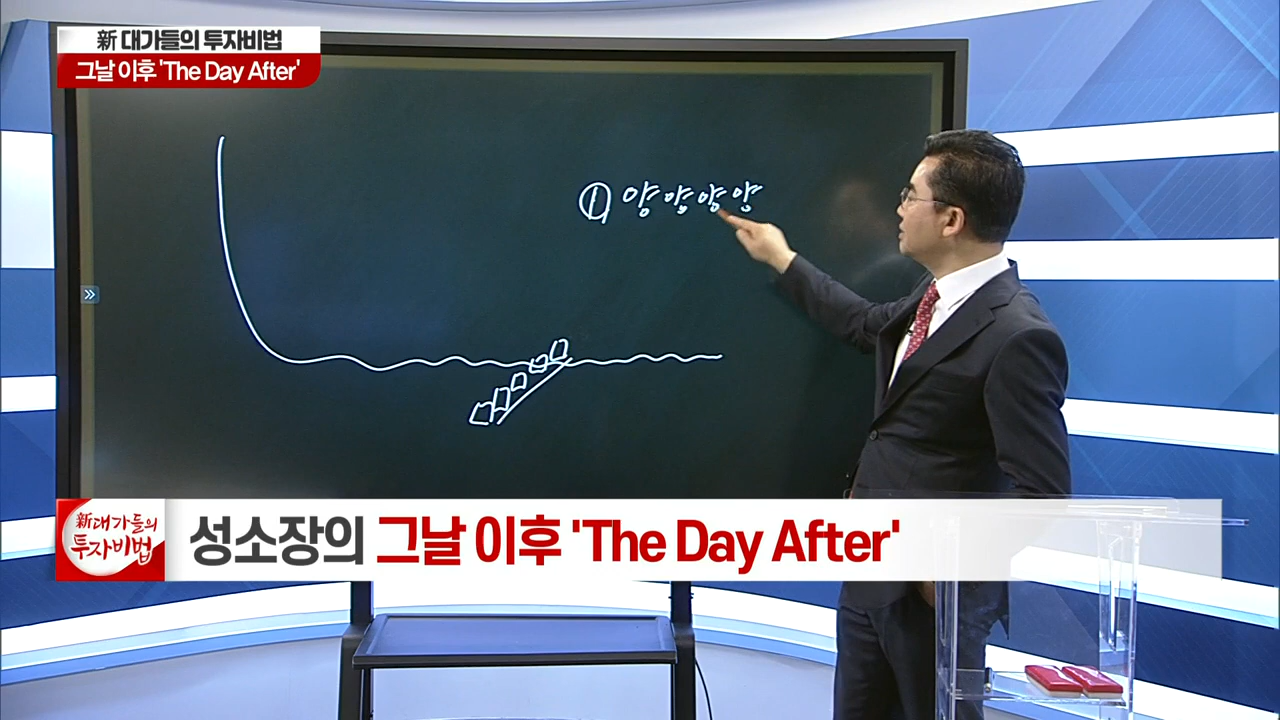 新 대가들의 투자비법
그날 이후 'The Day After'
① 양 양 양 양
新 대가들의
투자비법
성소장의 그날 이후 'The Day After'